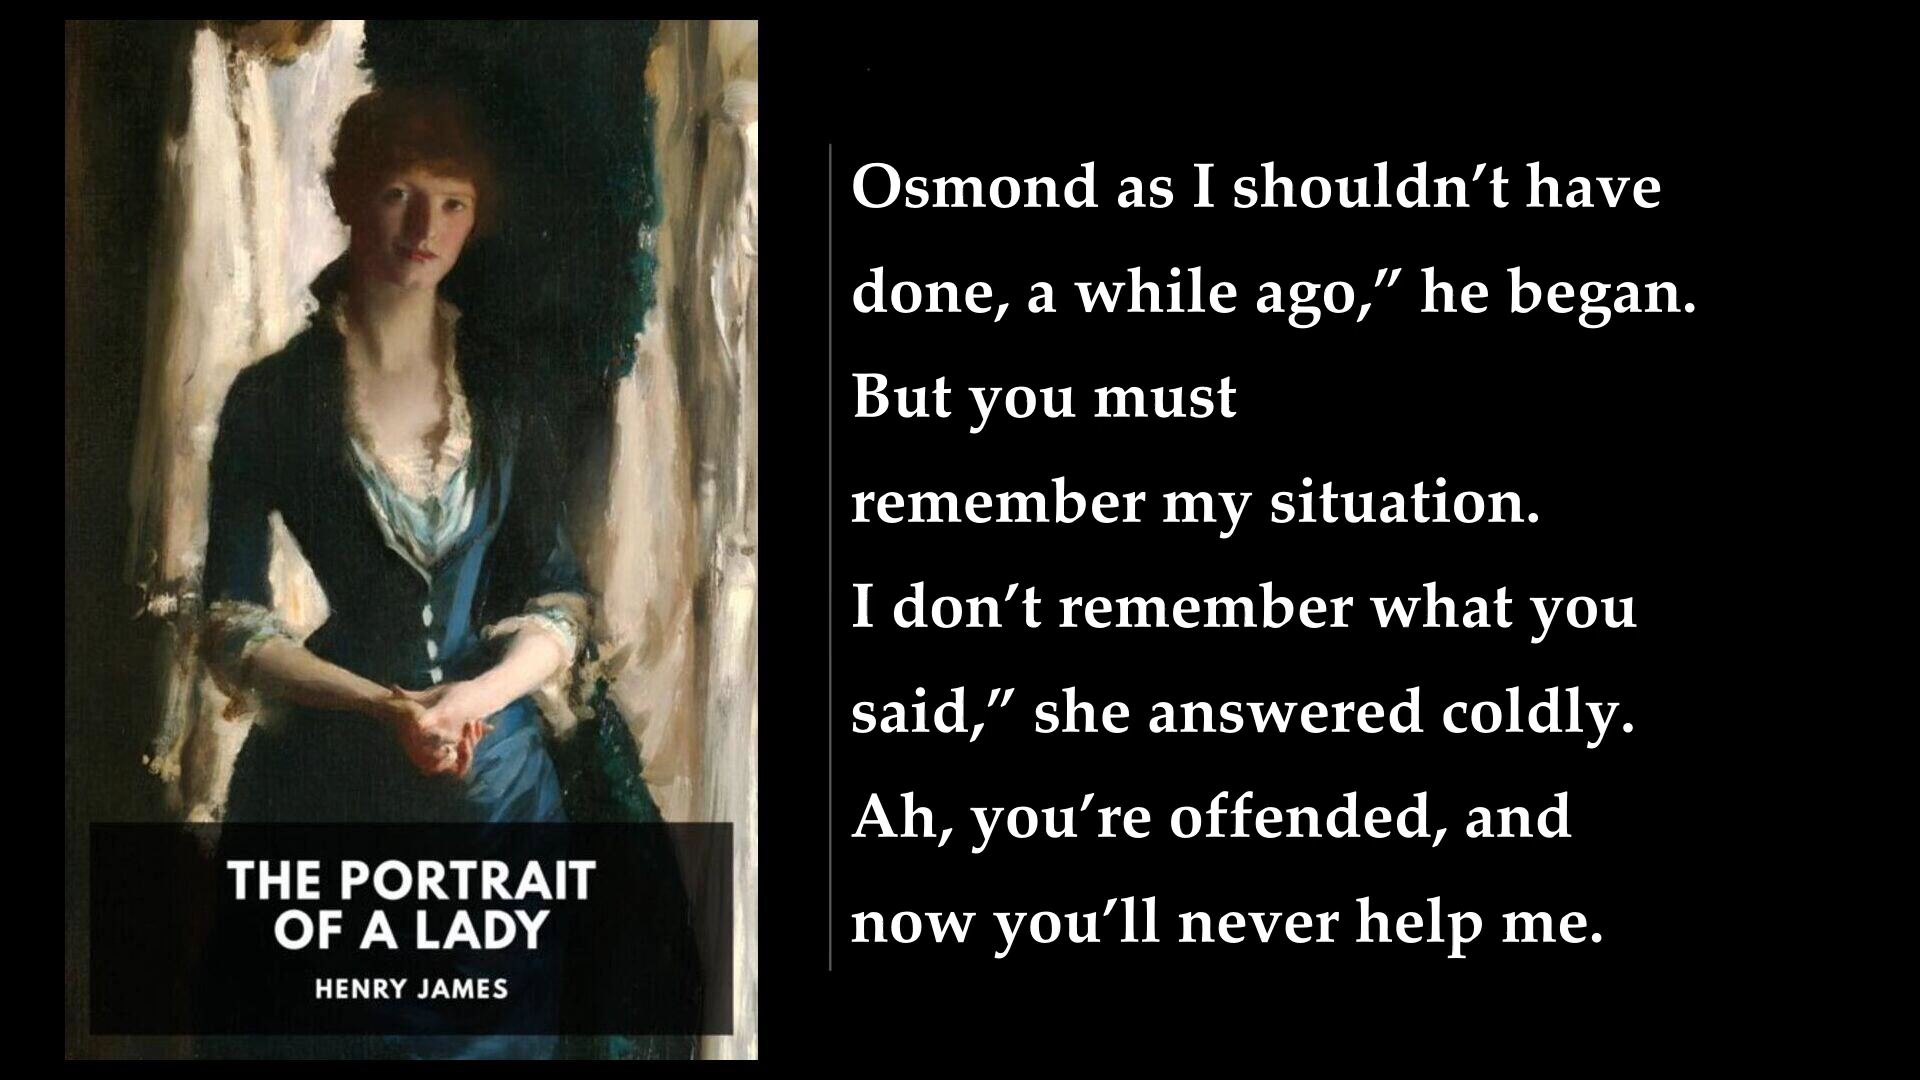 THE PORTRAIT
OF A LADY
HENRY JAMES
Osmond as I shouldn’t have
done, a while ago,” he began.
But you must
remember my situation.
I don’t remember what you
said,” she answered coldly.
Ah, you’re offended, and
now you’ll never help me.